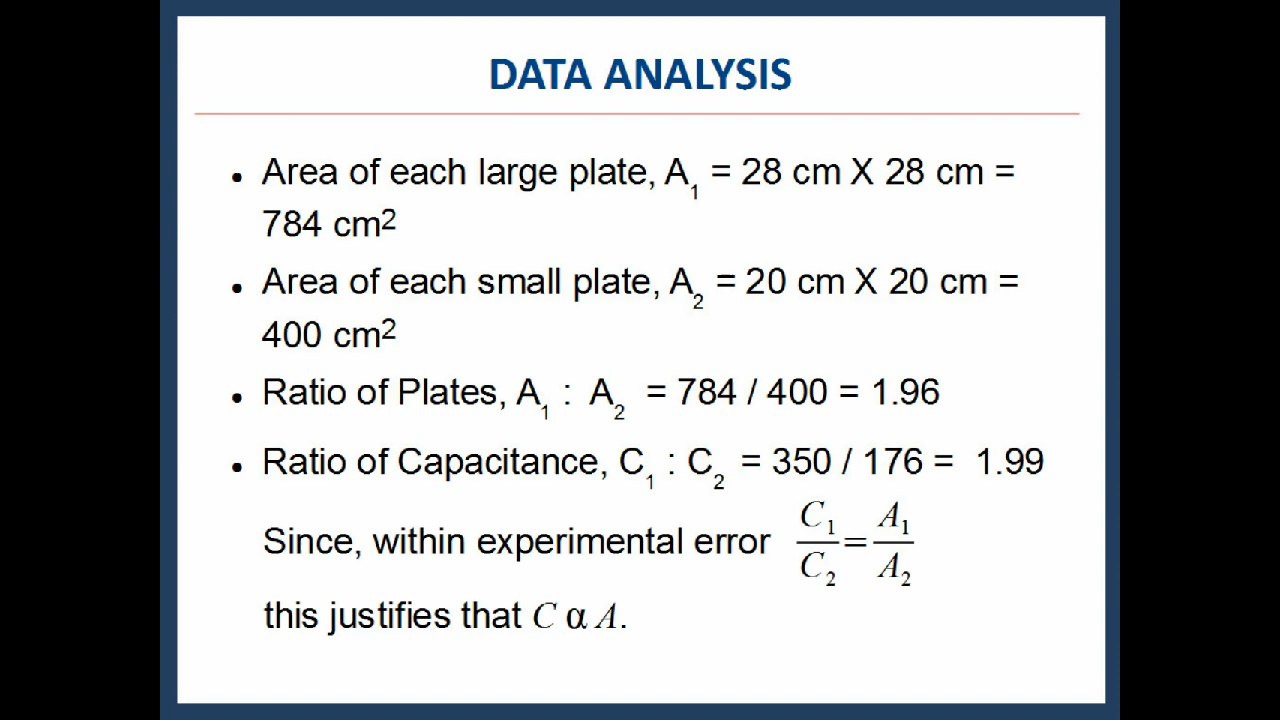 DATA ANALYSIS
• Area of each large plate, A₁ = 28 cm X 28 cm =
784 cm²
• Area of each small plate, A₂ = 20 cm X 20 cm =
400 cm²
• Ratio of Plates, A₁ : A₂ = 784 / 400 = 1.96
• Ratio of Capacitance, C₁ : C₂ = 350 / 176 = 1.99
Since, within experimental error C₁/C₂ = A₁/A₂
this justifies that C α A.